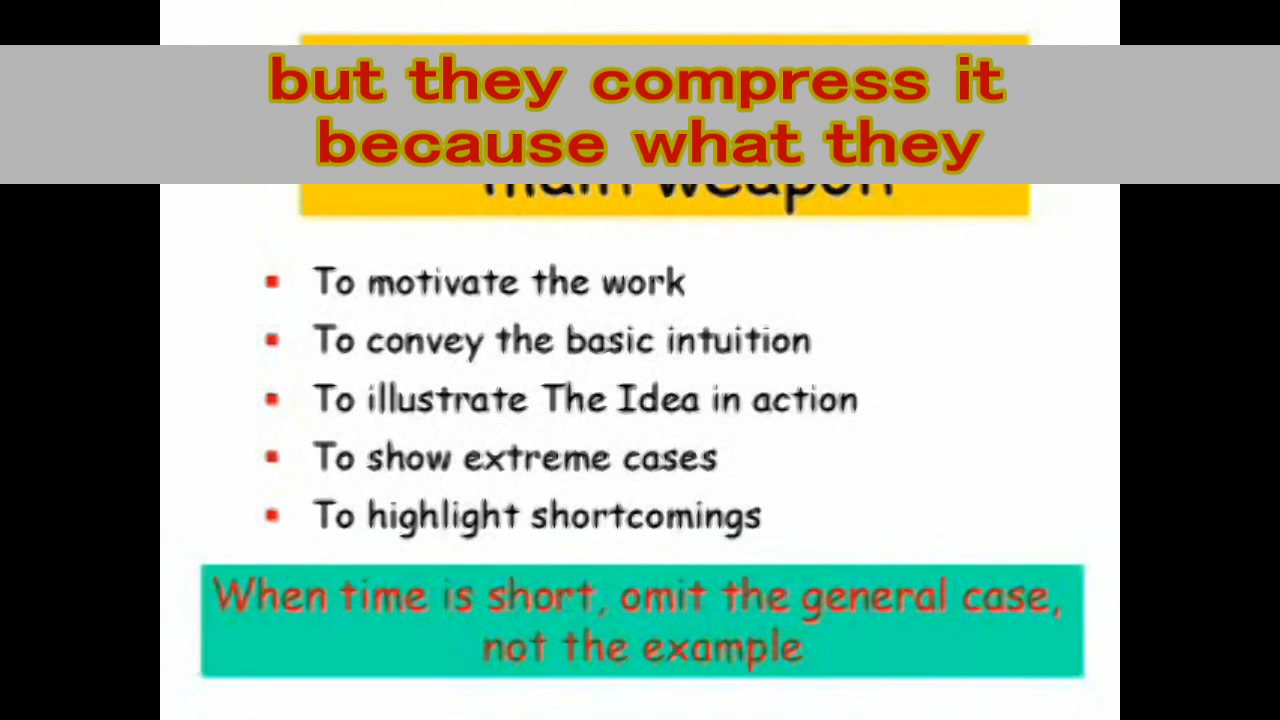 but they compress it
because what they
main weapon
To motivate the work
To convey the basic intuition
To illustrate The Idea in action
To show extreme cases
To highlight shortcomings
When time is short, omit the general case,
not the example